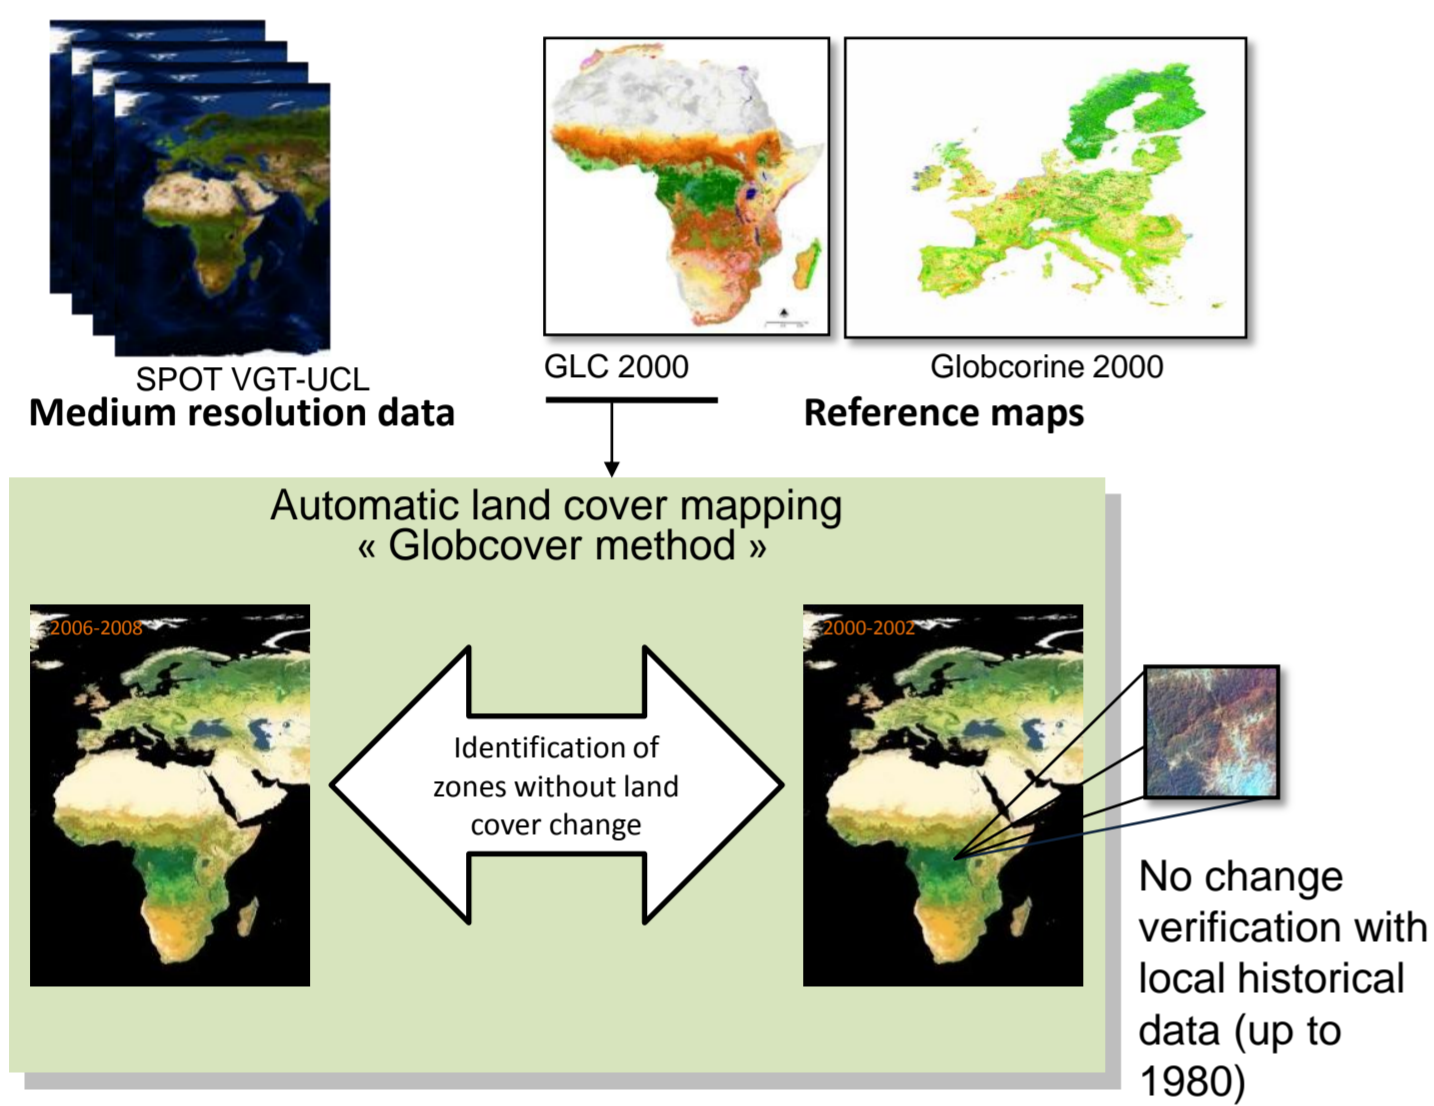 SPOT VGT-UCL
Medium resolution data
GLC 2000
Globcorine 2000
Reference maps
Automatic land cover mapping
« Globcover method »
2006-2008
Identification of
zones without land
cover change
2000-2002
No change
verification with
local historical
data (up to
1980)